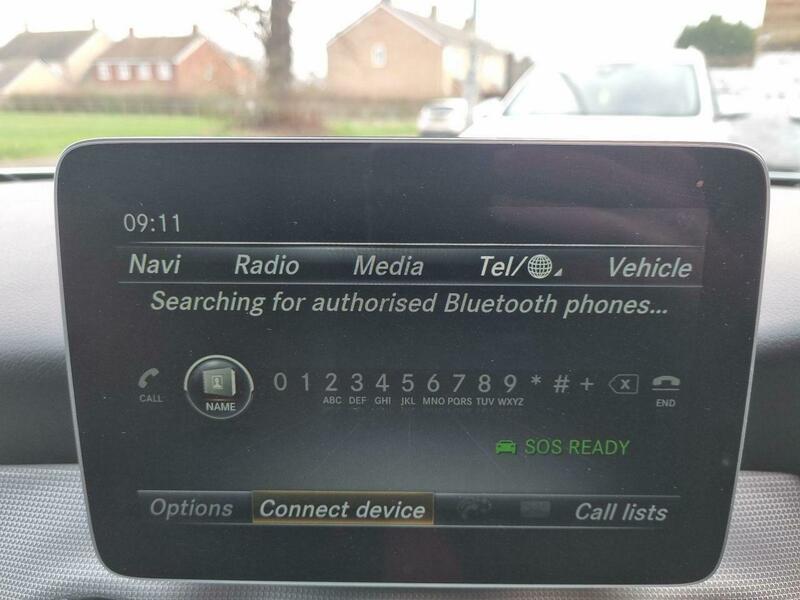 09:11
Navi Radio Media Tel/ Vehicle
Searching for authorised Bluetooth phones...
CALL NAME 0 1 2 3 4 5 6 7 8 9 * # + X END
ABC DEF GHI JKL MNO PQRS TUV WXYZ
SOS READY
Options Connect device Call lists